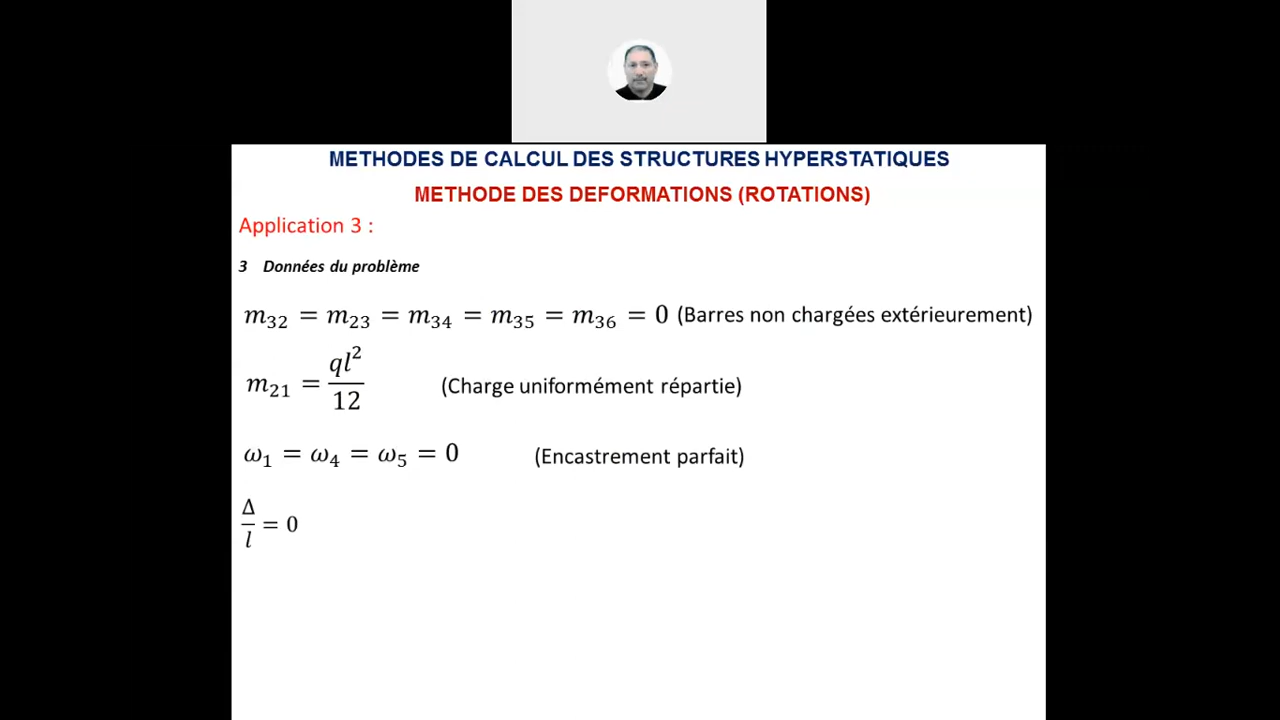 METHODES DE CALCUL DES STRUCTURES HYPERSTATIQUES
METHODE DES DEFORMATIONS (ROTATIONS)
Application 3 :
3 Données du problème
m₃₂ = m₂₃ = m₃₄ = m₃₅ = m₃₆ = 0 (Barres non chargées extérieurement)
m₂₁ = ql²/12 (Charge uniformément répartie)
ω₁ = ω₄ = ω₅ = 0 (Encastrement parfait)
Δ/l = 0